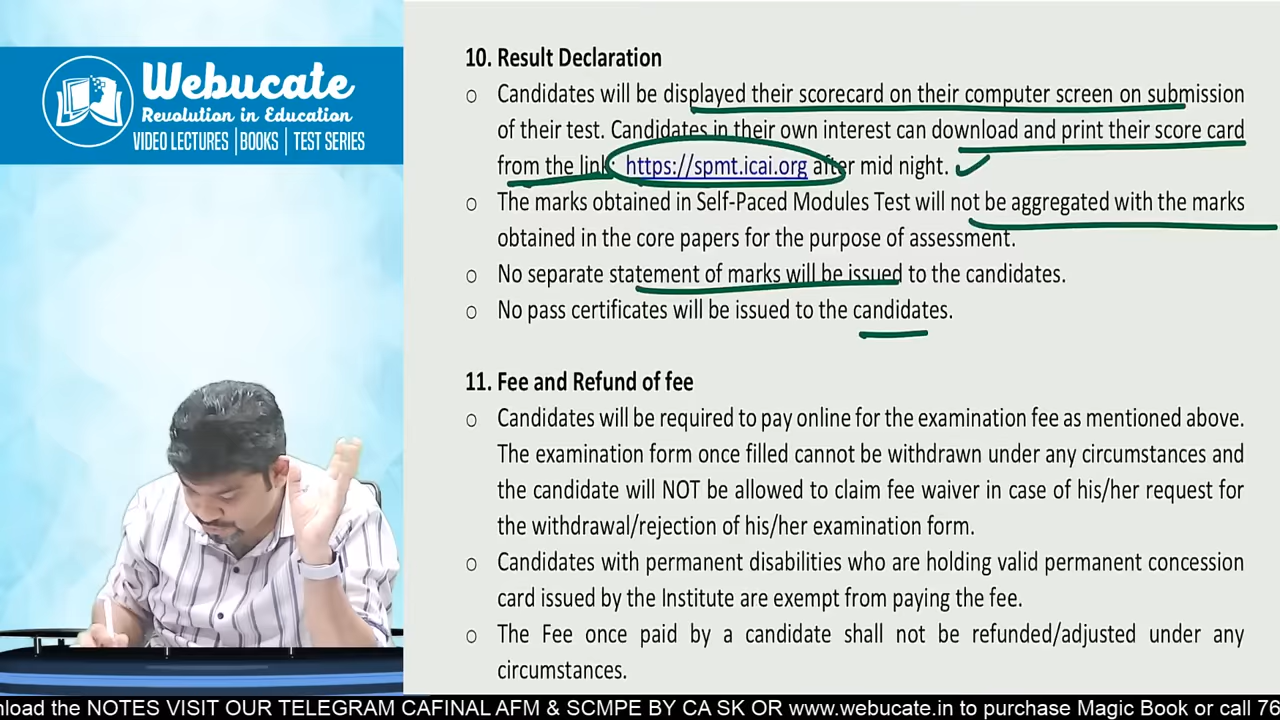 Webucate
Revolution in Education
VIDEO LECTURES | BOOKS | TEST SERIES
10. Result Declaration
o Candidates will be displayed their scorecard on their computer screen on submission
of their test. Candidates in their own interest can download and print their score card
from the link: https://spmt.icai.org after mid night.
o The marks obtained in Self-Paced Modules Test will not be aggregated with the marks
obtained in the core papers for the purpose of assessment.
o No separate statement of marks will be issued to the candidates.
o No pass certificates will be issued to the candidates.
11. Fee and Refund of fee
o Candidates will be required to pay online for the examination fee as mentioned above.
The examination form once filled cannot be withdrawn under any circumstances and
the candidate will NOT be allowed to claim fee waiver in case of his/her request for
the withdrawal/rejection of his/her examination form.
o Candidates with permanent disabilities who are holding valid permanent concession
card issued by the Institute are exempt from paying the fee.
o The Fee once paid by a candidate shall not be refunded/adjusted under any
circumstances.
nload the NOTES VISIT OUR TELEGRAM CAFINAL AFM & SCMPE BY CA SK OR www.webucate.in to purchase Magic Book or call 76